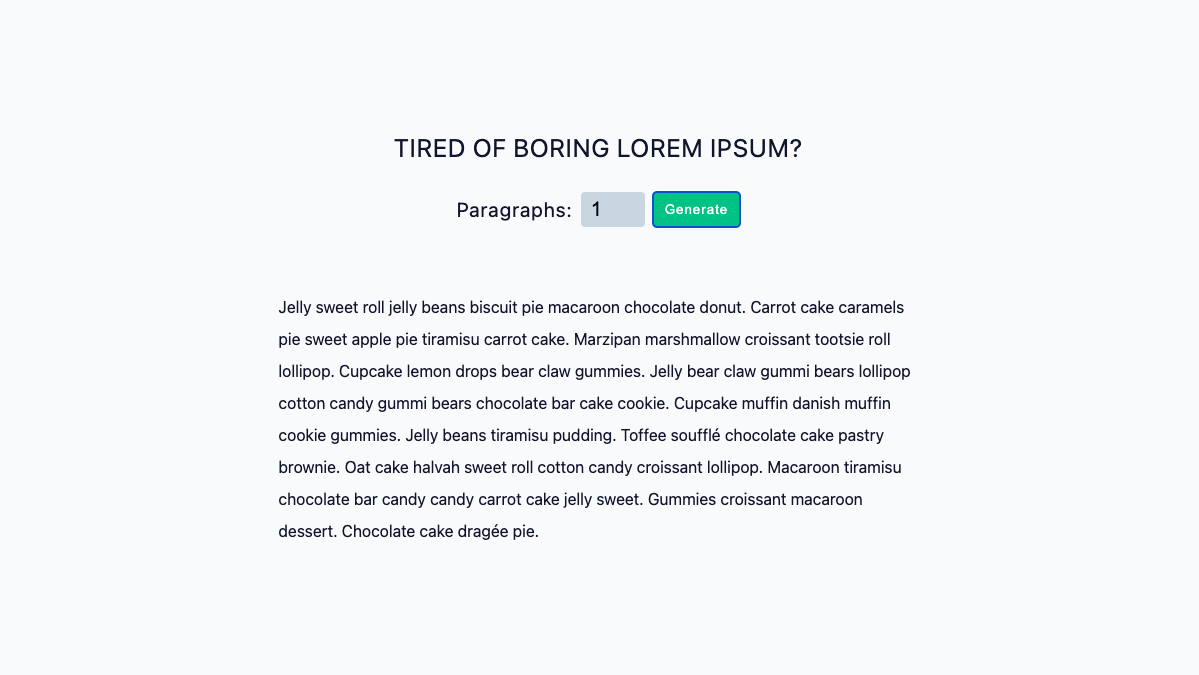 TIRED OF BORING LOREM IPSUM?
Paragraphs: 1 Generate
Jelly sweet roll jelly beans biscuit pie macaroon chocolate donut. Carrot cake caramels
pie sweet apple pie tiramisu carrot cake. Marzipan marshmallow croissant tootsie roll
lollipop. Cupcake lemon drops bear claw gummies. Jelly bear claw gummi bears lollipop
cotton candy gummi bears chocolate bar cake cookie. Cupcake muffin danish muffin
cookie gummies. Jelly beans tiramisu pudding. Toffee soufflé chocolate cake pastry
brownie. Oat cake halvah sweet roll cotton candy croissant lollipop. Macaroon tiramisu
chocolate bar candy candy carrot cake jelly sweet. Gummies croissant macaroon
dessert. Chocolate cake dragée pie.